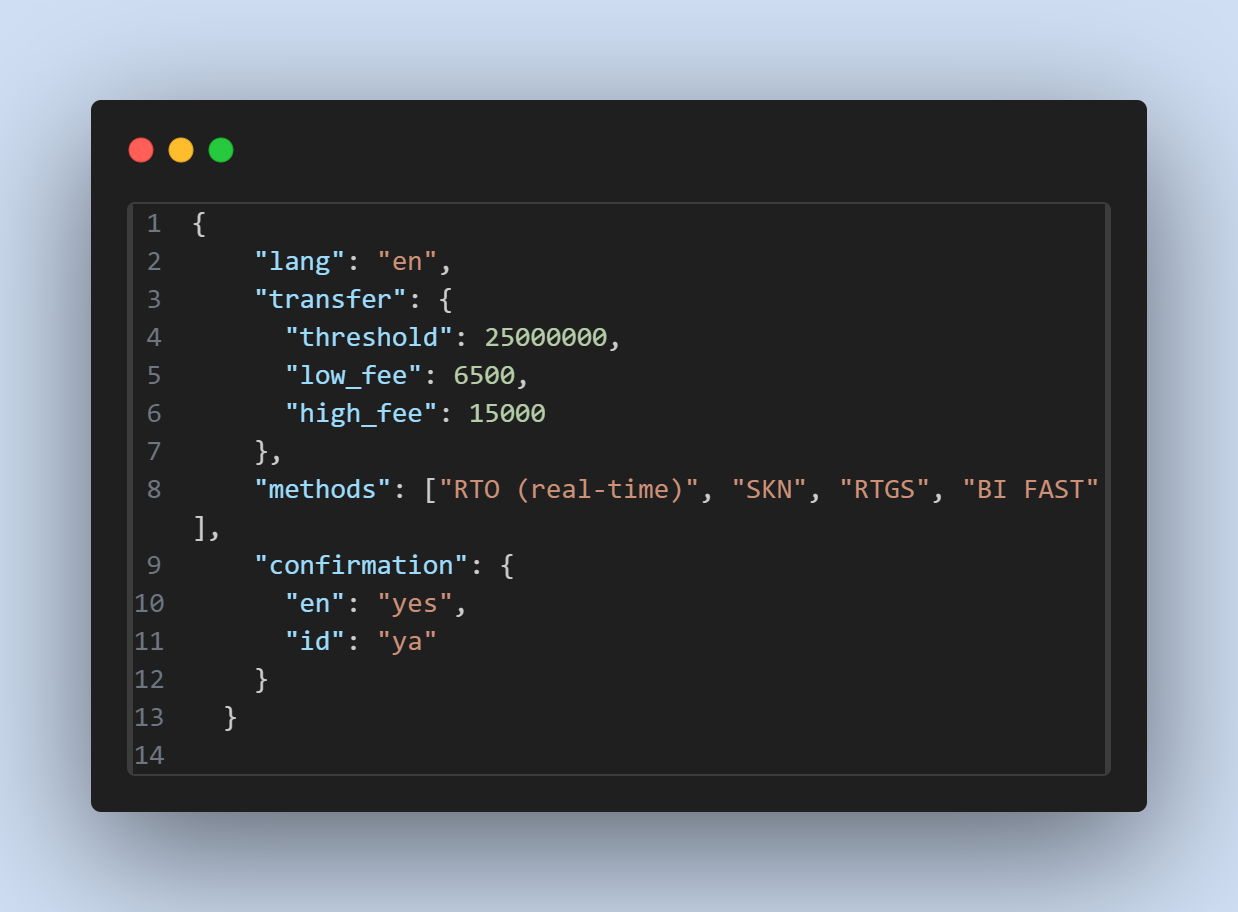 1 {
2     "lang": "en",
3     "transfer": {
4       "threshold": 25000000,
5       "low_fee": 6500,
6       "high_fee": 15000
7     },
8     "methods": ["RTO (real-time)", "SKN", "RTGS", "BI FAST"
],
9     "confirmation": {
10       "en": "yes",
11       "id": "ya"
12     }
13   }
14